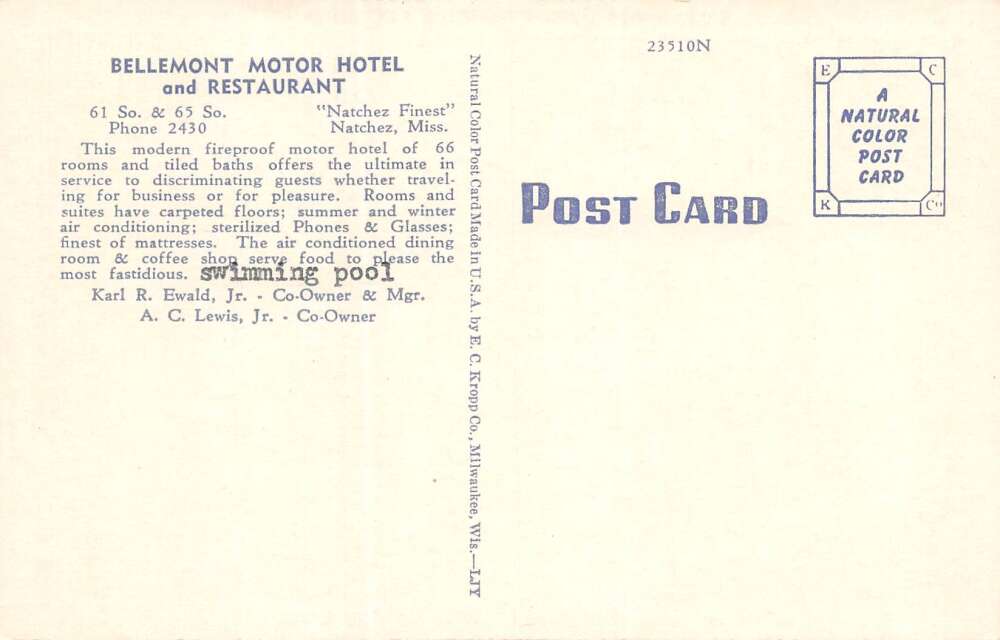 BELLEMONT MOTOR HOTEL
and RESTAURANT
61 So. & 65 So. "Natchez Finest"
Phone 2430 Natchez, Miss.
This modern fireproof motor hotel of 66
rooms and tiled baths offers the ultimate in
service to discriminating guests whether travel-
ing for business or for pleasure. Rooms and
suites have carpeted floors; summer and winter
air conditioning; sterilized Phones & Glasses;
finest of mattresses. The air conditioned dining
room & coffee shop serve food to please the
most fastidious. swimming pool
Karl R. Ewald, Jr. - Co-Owner & Mgr.
A. C. Lewis, Jr. - Co-Owner
Natural Color Post Card Made In U.S.A. by E. C. Kropp Co., Milwaukee, Wis.—LJY
23510N
POST CARD
E C
A
NATURAL
COLOR
POST
CARD
K Co